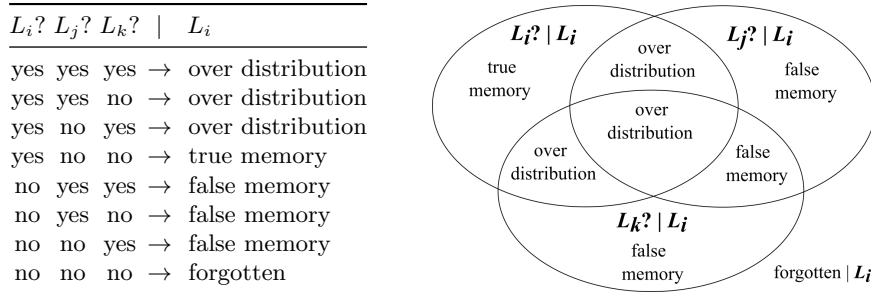 L_i? L_j? L_k? | L_i
yes yes yes → over distribution
yes yes no → over distribution
yes no yes → over distribution
yes no no → true memory
no yes yes → false memory
no yes no → false memory
no no yes → false memory
no no no → forgotten
L_i? | L_i
L_j? | L_i
true
memory
over
distribution
false
memory
over
distribution
over
distribution
false
memory
L_k? | L_i
false
memory
forgotten | L_i